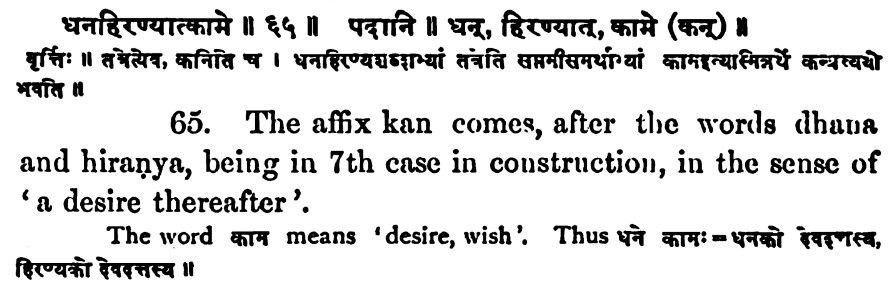 धनहिरण्यात्कामे ॥ ६५ ॥ पदानि ॥ धन, हिरण्यात्, कामे (कन्) ॥
वृत्तिः ॥ तत्रेत्येव, कनिति च । धनहिरण्यशब्दाभ्यां तत्रेति सप्तमीसमर्थाभ्यां कामइत्यस्मिन्नर्थे कन्प्रत्ययो
भवति ॥
65. The affix kan comes, after the words dhana
and hiraṇya, being in 7th case in construction, in the sense of
‘a desire thereafter’.
The word काम means ‘desire, wish’. Thus धने कामः = धनको देवदत्तस्य,
हिरण्यको देवदत्तस्य ॥